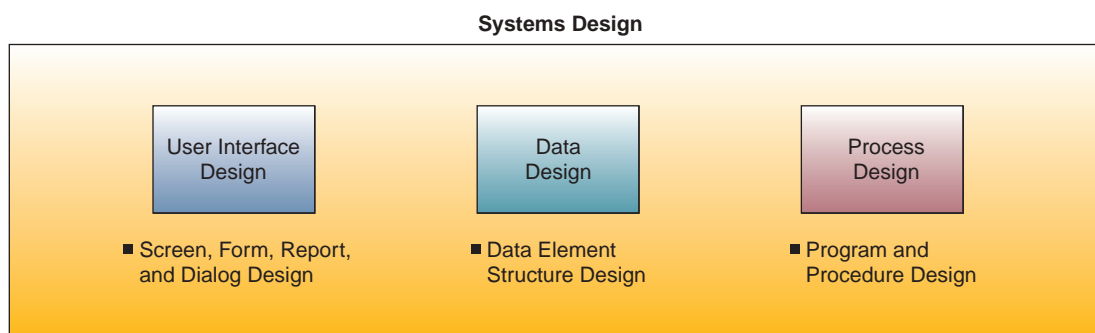 Systems Design
User Interface
Design
Data
Design
Process
Design
Screen, Form, Report,
and Dialog Design
Data Element
Structure Design
Program and
Procedure Design